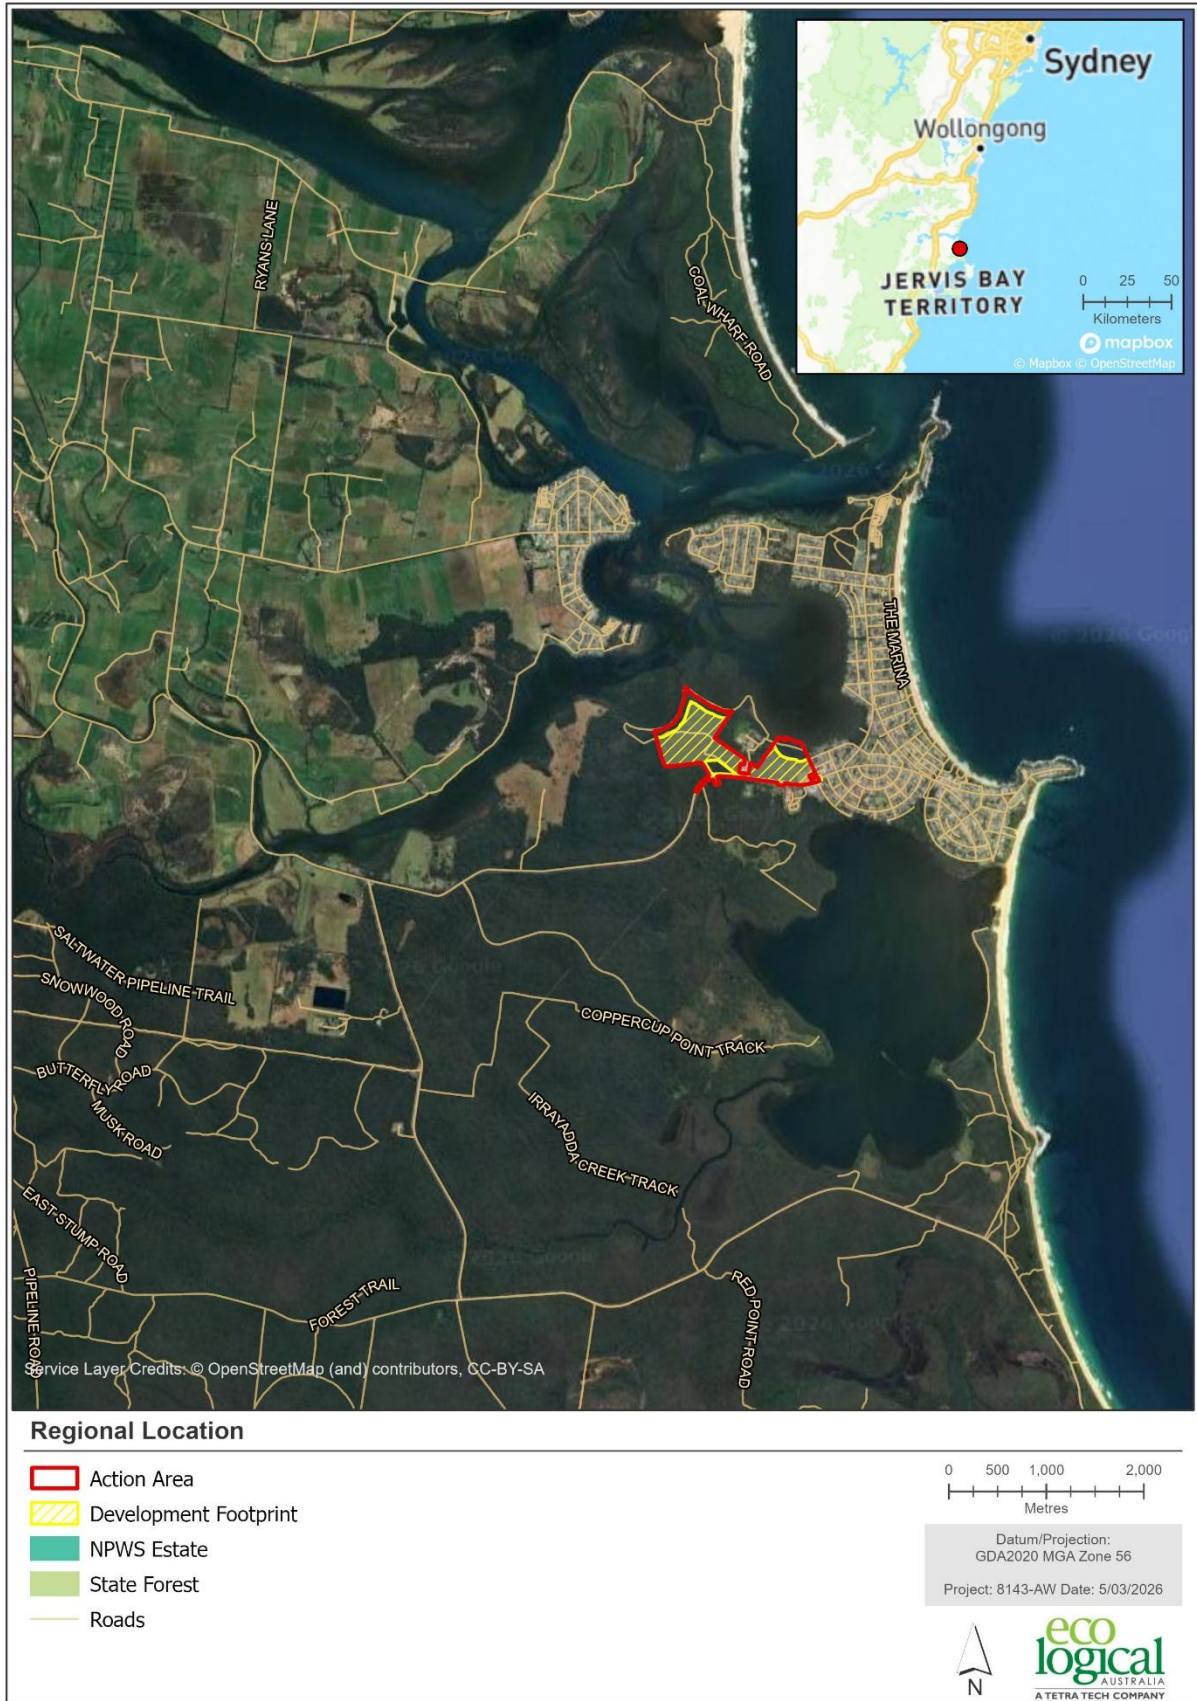 Sydney
Wollongong
JERVIS BAY
TERRITORY
0 25 50
Kilometers
mapbox
© Mapbox © OpenStreetMap
RYANS LANE
COAL WHARF ROAD
THE MARINA
SALTWATER PIPELINE TRAIL
SNOWWOOD ROAD
BUTTERFLY ROAD
MUSK ROAD
EAST STUMP ROAD
PIPELINE ROAD
FOREST TRAIL
COPPERCUP POINT TRACK
IRRAYADDA CREEK TRACK
RED POINT ROAD
© 2026 Google
Service Layer Credits: © OpenStreetMap (and) contributors, CC-BY-SA
Regional Location
Action Area
Development Footprint
NPWS Estate
State Forest
Roads
0 500 1,000 2,000
Metres
Datum/Projection:
GDA2020 MGA Zone 56
Project: 8143-AW Date: 5/03/2026
N
eco
logical
AUSTRALIA
A TETRA TECH COMPANY